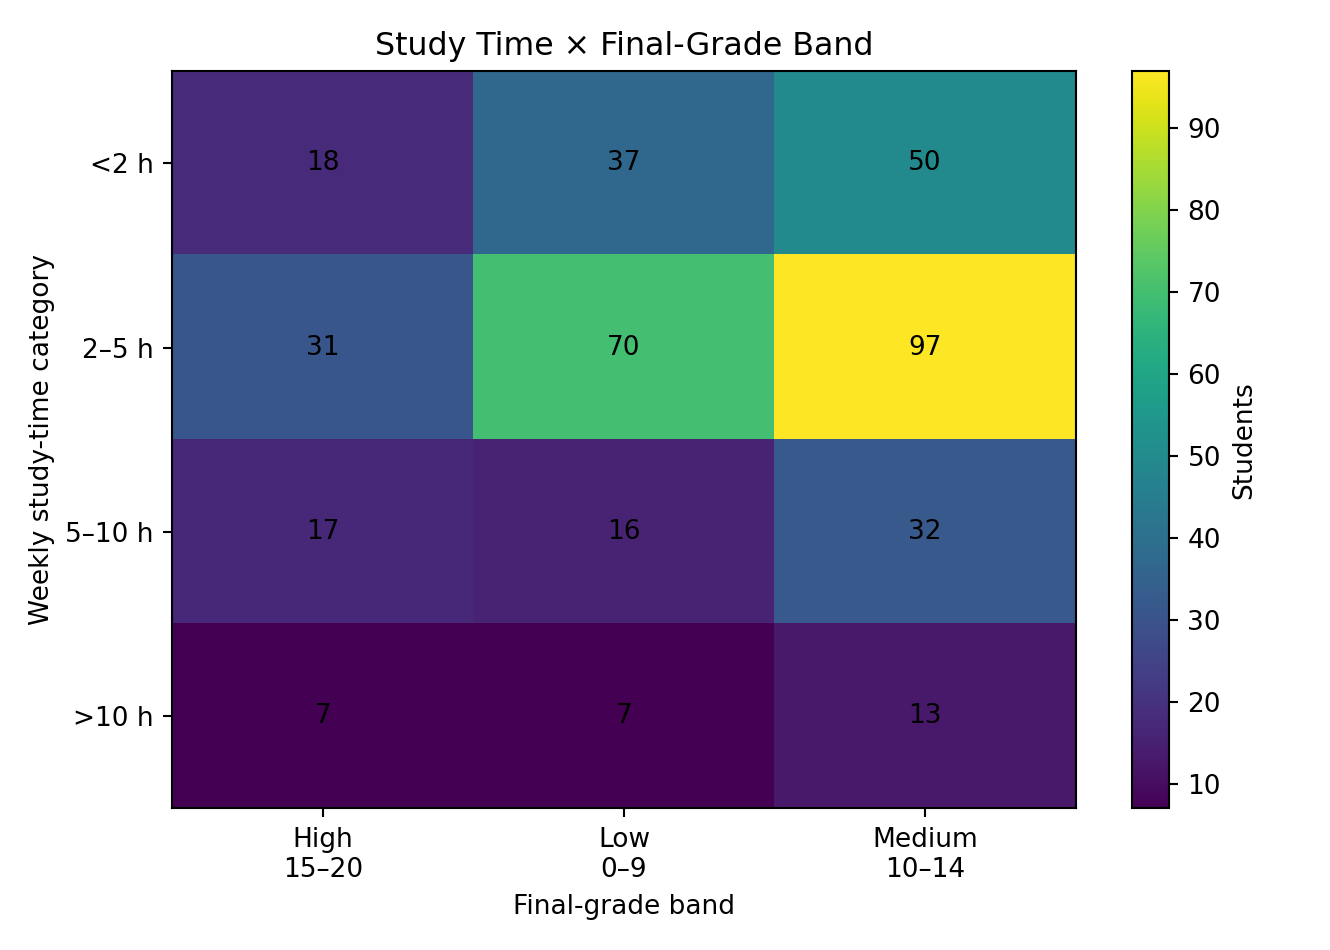 Study Time × Final-Grade Band
Weekly study-time category
<2 h
18
37
50
2–5 h
31
70
97
5–10 h
17
16
32
>10 h
7
7
13
High
15–20
Low
0–9
Medium
10–14
Final-grade band
90
80
70
60
50
40
30
20
10
Students